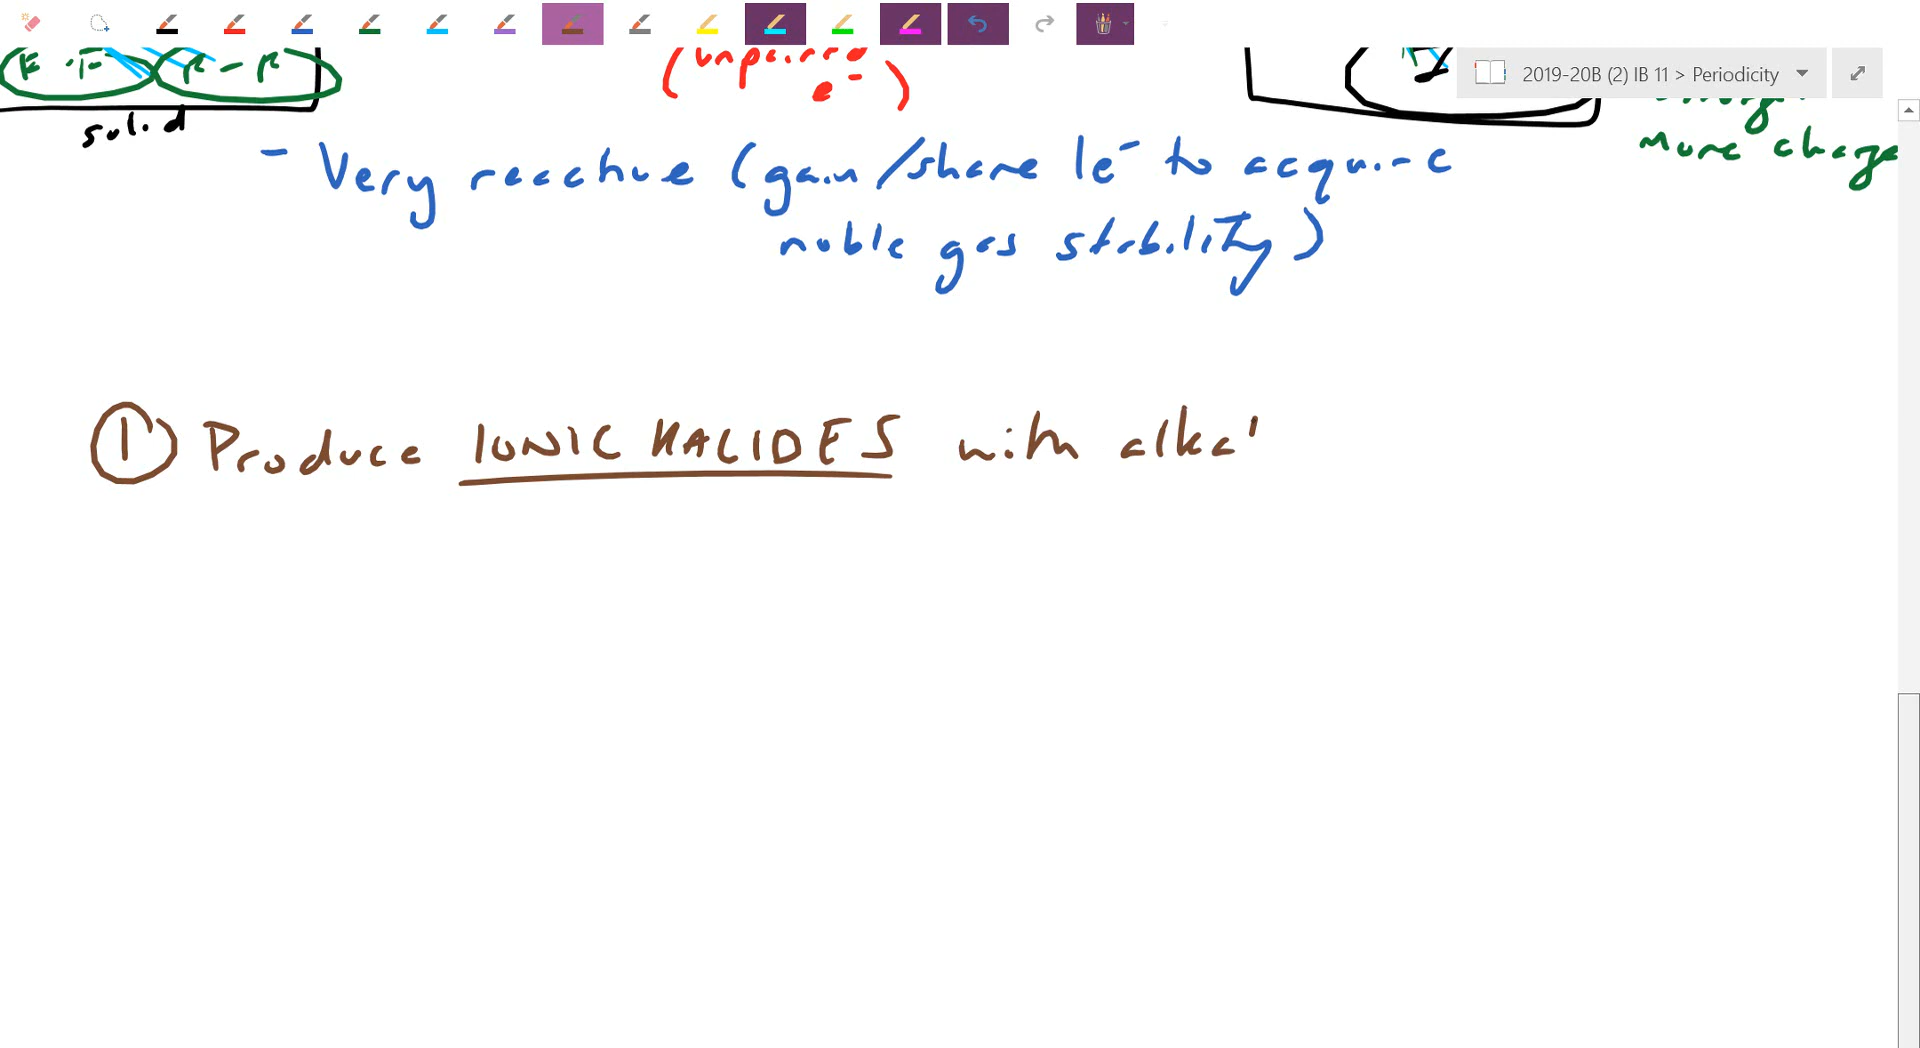 2019-20B (2) IB 11 > Periodicity
F F F - F
(unpaired
e⁻)
solid
more charge
- Very reactive (gain/share 1e⁻ to acquire
noble gas stability)
① Produce IONIC HALIDES with alka